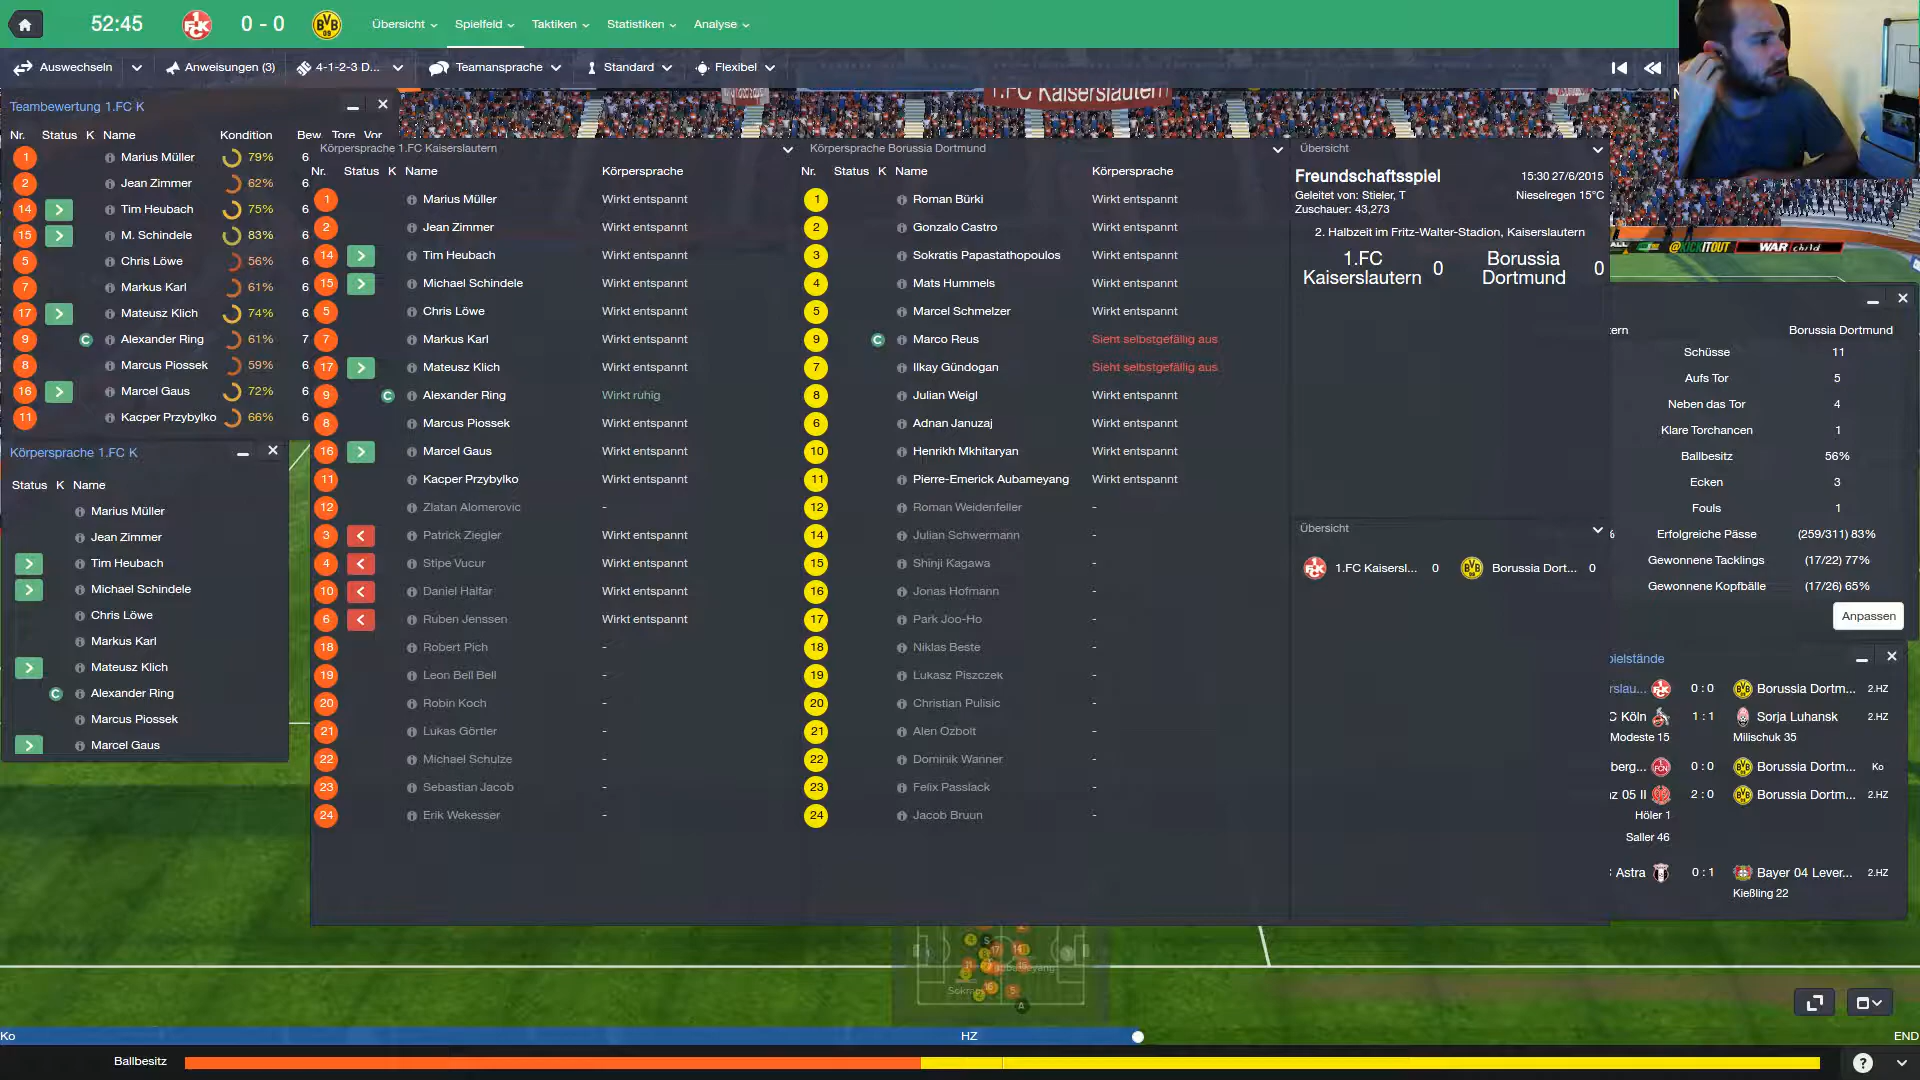 52:45
0 - 0
Übersicht
Spielfeld
Taktiken
Statistiken
Analyse
Auswechseln
Anweisungen (3)
4-1-2-3 D...
Teamansprache
Standard
Flexibel
1.FC Kaiserslautern
Teambewertung 1.FC K
Nr. Status K Name Kondition Bew Tore Vor
1 Marius Müller 79% 6
2 Jean Zimmer 62% 6
14 Tim Heubach 75% 6
15 M. Schindele 83% 6
5 Chris Löwe 56% 6
7 Markus Karl 61% 6
17 Mateusz Klich 74% 6
9 C Alexander Ring 61% 7
8 Marcus Piossek 59% 6
16 Marcel Gaus 72% 6
11 Kacper Przybylko 66% 6
Körpersprache 1.FC K
Status K Name
Marius Müller
Jean Zimmer
Tim Heubach
Michael Schindele
Chris Löwe
Markus Karl
Mateusz Klich
C Alexander Ring
Marcus Piossek
Marcel Gaus
Körpersprache 1.FC Kaiserslautern
Nr. Status K Name Körpersprache
1 Marius Müller Wirkt entspannt
2 Jean Zimmer Wirkt entspannt
14 Tim Heubach Wirkt entspannt
15 Michael Schindele Wirkt entspannt
5 Chris Löwe Wirkt entspannt
7 Markus Karl Wirkt entspannt
17 Mateusz Klich Wirkt entspannt
9 C Alexander Ring Wirkt ruhig
8 Marcus Piossek Wirkt entspannt
16 Marcel Gaus Wirkt entspannt
11 Kacper Przybylko Wirkt entspannt
12 Zlatan Alomerovic -
3 Patrick Ziegler Wirkt entspannt
4 Stipe Vucur Wirkt entspannt
10 Daniel Halfar Wirkt entspannt
6 Ruben Jenssen Wirkt entspannt
18 Robert Pich -
19 Leon Bell Bell -
20 Robin Koch -
21 Lukas Görtler -
22 Michael Schulze -
23 Sebastian Jacob -
24 Erik Wekesser -
Körpersprache Borussia Dortmund
Nr. Status K Name Körpersprache
1 Roman Bürki Wirkt entspannt
2 Gonzalo Castro Wirkt entspannt
3 Sokratis Papastathopoulos Wirkt entspannt
4 Mats Hummels Wirkt entspannt
5 Marcel Schmelzer Wirkt entspannt
9 C Marco Reus Sieht selbstgefällig aus
7 Ilkay Gündogan Sieht selbstgefällig aus
8 Julian Weigl Wirkt entspannt
6 Adnan Januzaj Wirkt entspannt
10 Henrikh Mkhitaryan Wirkt entspannt
11 Pierre-Emerick Aubameyang Wirkt entspannt
12 Roman Weidenfeller -
14 Julian Schwermann -
15 Shinji Kagawa -
16 Jonas Hofmann -
17 Park Joo-Ho -
18 Niklas Beste -
19 Lukasz Piszczek -
20 Christian Pulisic -
21 Alen Ozbolt -
22 Dominik Wanner -
23 Felix Passlack -
24 Jacob Bruun -
Übersicht
Freundschaftsspiel 15:30 27/6/2015
Geleitet von: Stieler, T Nieselregen 15°C
Zuschauer: 43,273
2. Halbzeit im Fritz-Walter-Stadion, Kaiserslautern
1.FC Kaiserslautern 0 Borussia Dortmund 0
Übersicht
1.FC Kaisersl... 0 Borussia Dort... 0
@KICKITOUT WAR child
tern Borussia Dortmund
Schüsse 11
Aufs Tor 5
Neben das Tor 4
Klare Torchancen 1
Ballbesitz 56%
Ecken 3
Fouls 1
% Erfolgreiche Pässe (259/311) 83%
Gewonnene Tacklings (17/22) 77%
Gewonnene Kopfbälle (17/26) 65%
Anpassen
pielstände
rslau... 0 : 0 Borussia Dortm... 2.HZ
C Köln 1 : 1 Sorja Luhansk 2.HZ
Modeste 15 Milischuk 35
berg... 0 : 0 Borussia Dortm... Ko
nz 05 II 2 : 0 Borussia Dortm... 2.HZ
Höler 1
Saller 46
Astra 0 : 1 Bayer 04 Lever... 2.HZ
Kießling 22
Ko HZ END
Ballbesitz
?